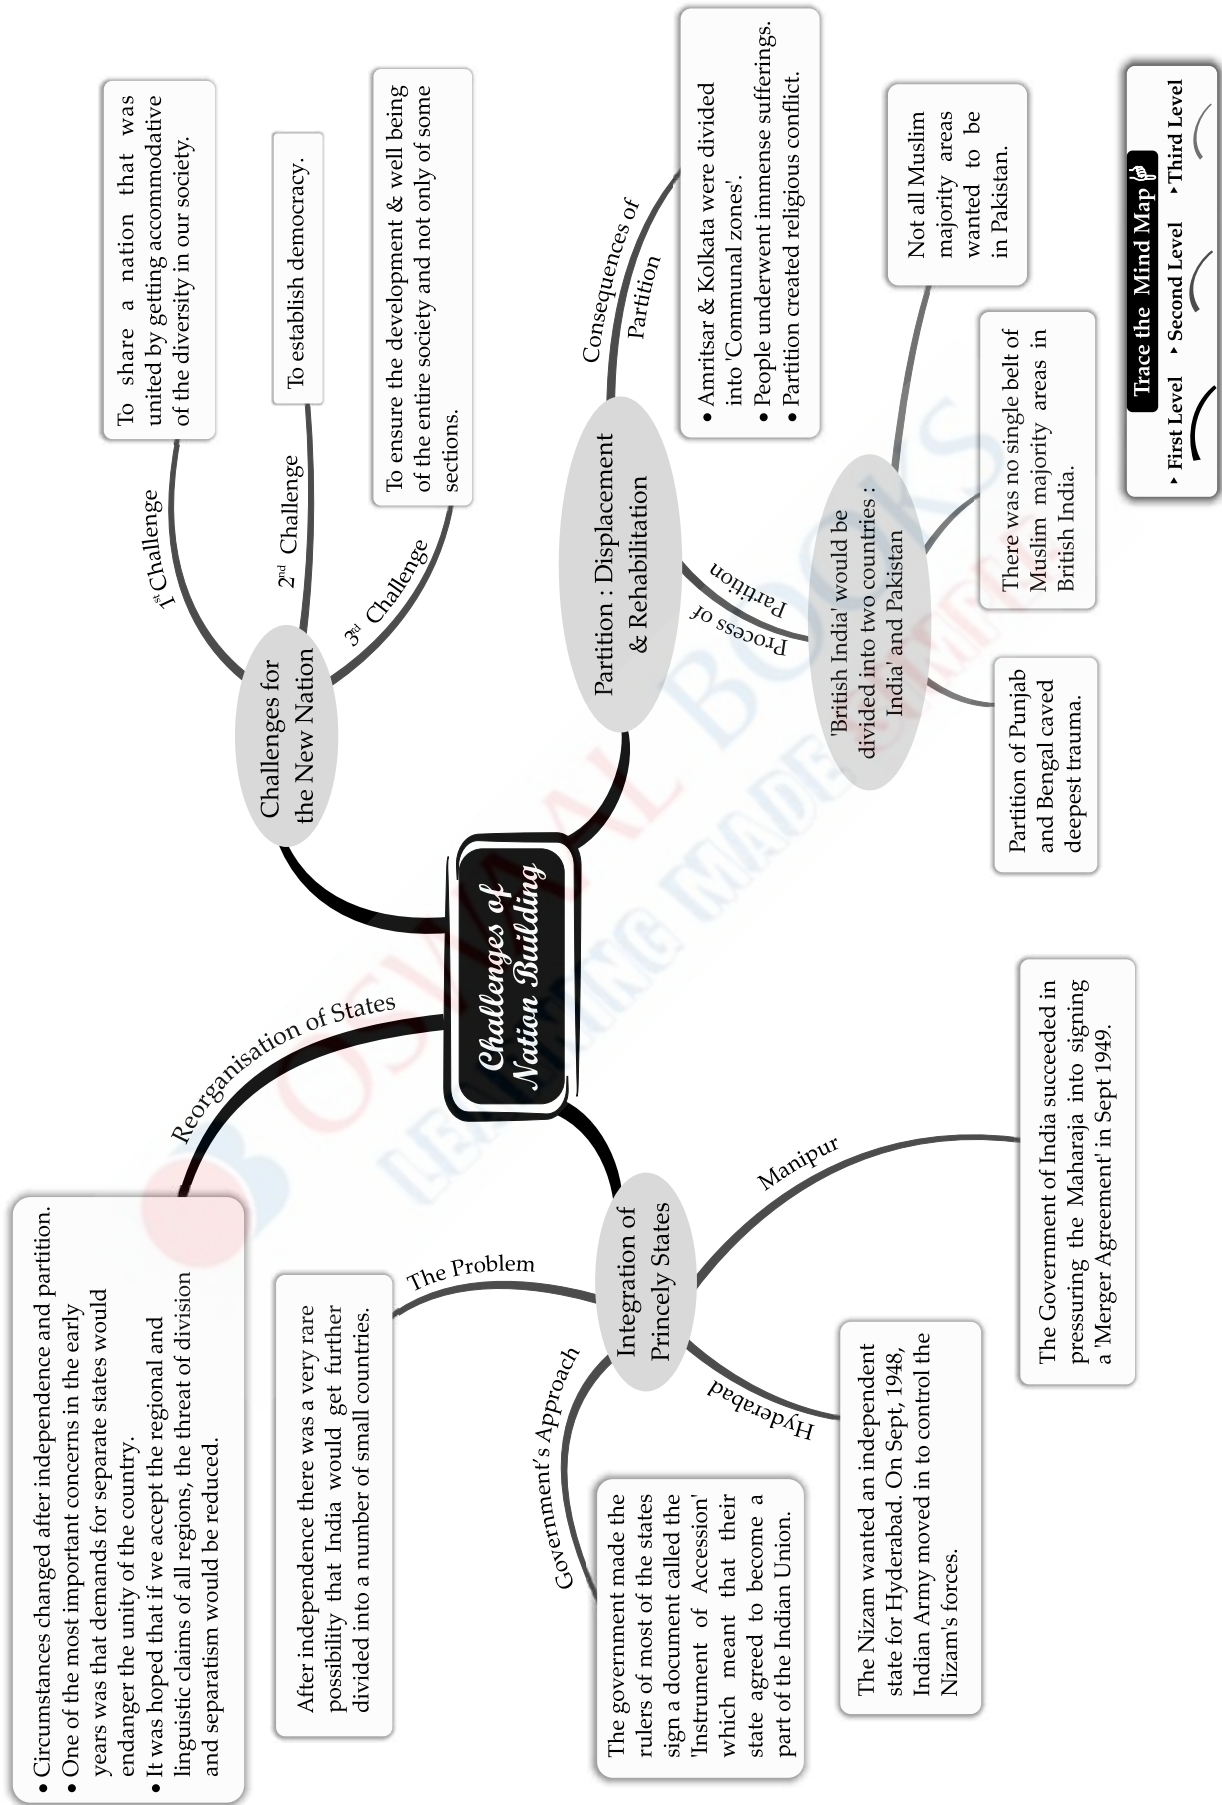 Challenges of
Nation Building
Reorganisation of States
• Circumstances changed after independence and partition.
• One of the most important concerns in the early
years was that demands for separate states would
endanger the unity of the country.
• It was hoped that if we accept the regional and
linguistic claims of all regions, the threat of division
and separatism would be reduced.
Challenges for
the New Nation
1st Challenge
To share a nation that was
united by getting accommodative
of the diversity in our society.
2nd Challenge
To establish democracy.
3rd Challenge
To ensure the development & well being
of the entire society and not only of some
sections.
Integration of
Princely States
The Problem
After independence there was a very rare
possibility that India would get further
divided into a number of small countries.
Government's Approach
The government made the
rulers of most of the states
sign a document called the
'Instrument of Accession'
which meant that their
state agreed to become a
part of the Indian Union.
Hyderabad
The Nizam wanted an independent
state for Hyderabad. On Sept, 1948,
Indian Army moved in to control the
Nizam's forces.
Manipur
The Government of India succeeded in
pressuring the Maharaja into signing
a 'Merger Agreement' in Sept 1949.
Partition : Displacement
& Rehabilitation
Consequences of
Partition
• Amritsar & Kolkata were divided
into 'Communal zones'.
• People underwent immense sufferings.
• Partition created religious conflict.
Process of
Partition
'British India' would be
divided into two countries :
India' and Pakistan
Partition of Punjab
and Bengal caved
deepest trauma.
There was no single belt of
Muslim majority areas in
British India.
Not all Muslim
majority areas
wanted to be
in Pakistan.
Trace the Mind Map
▸ First Level ▸ Second Level ▸ Third Level
OSWAAL BOOKS
LEARNING MADE SIMPLE